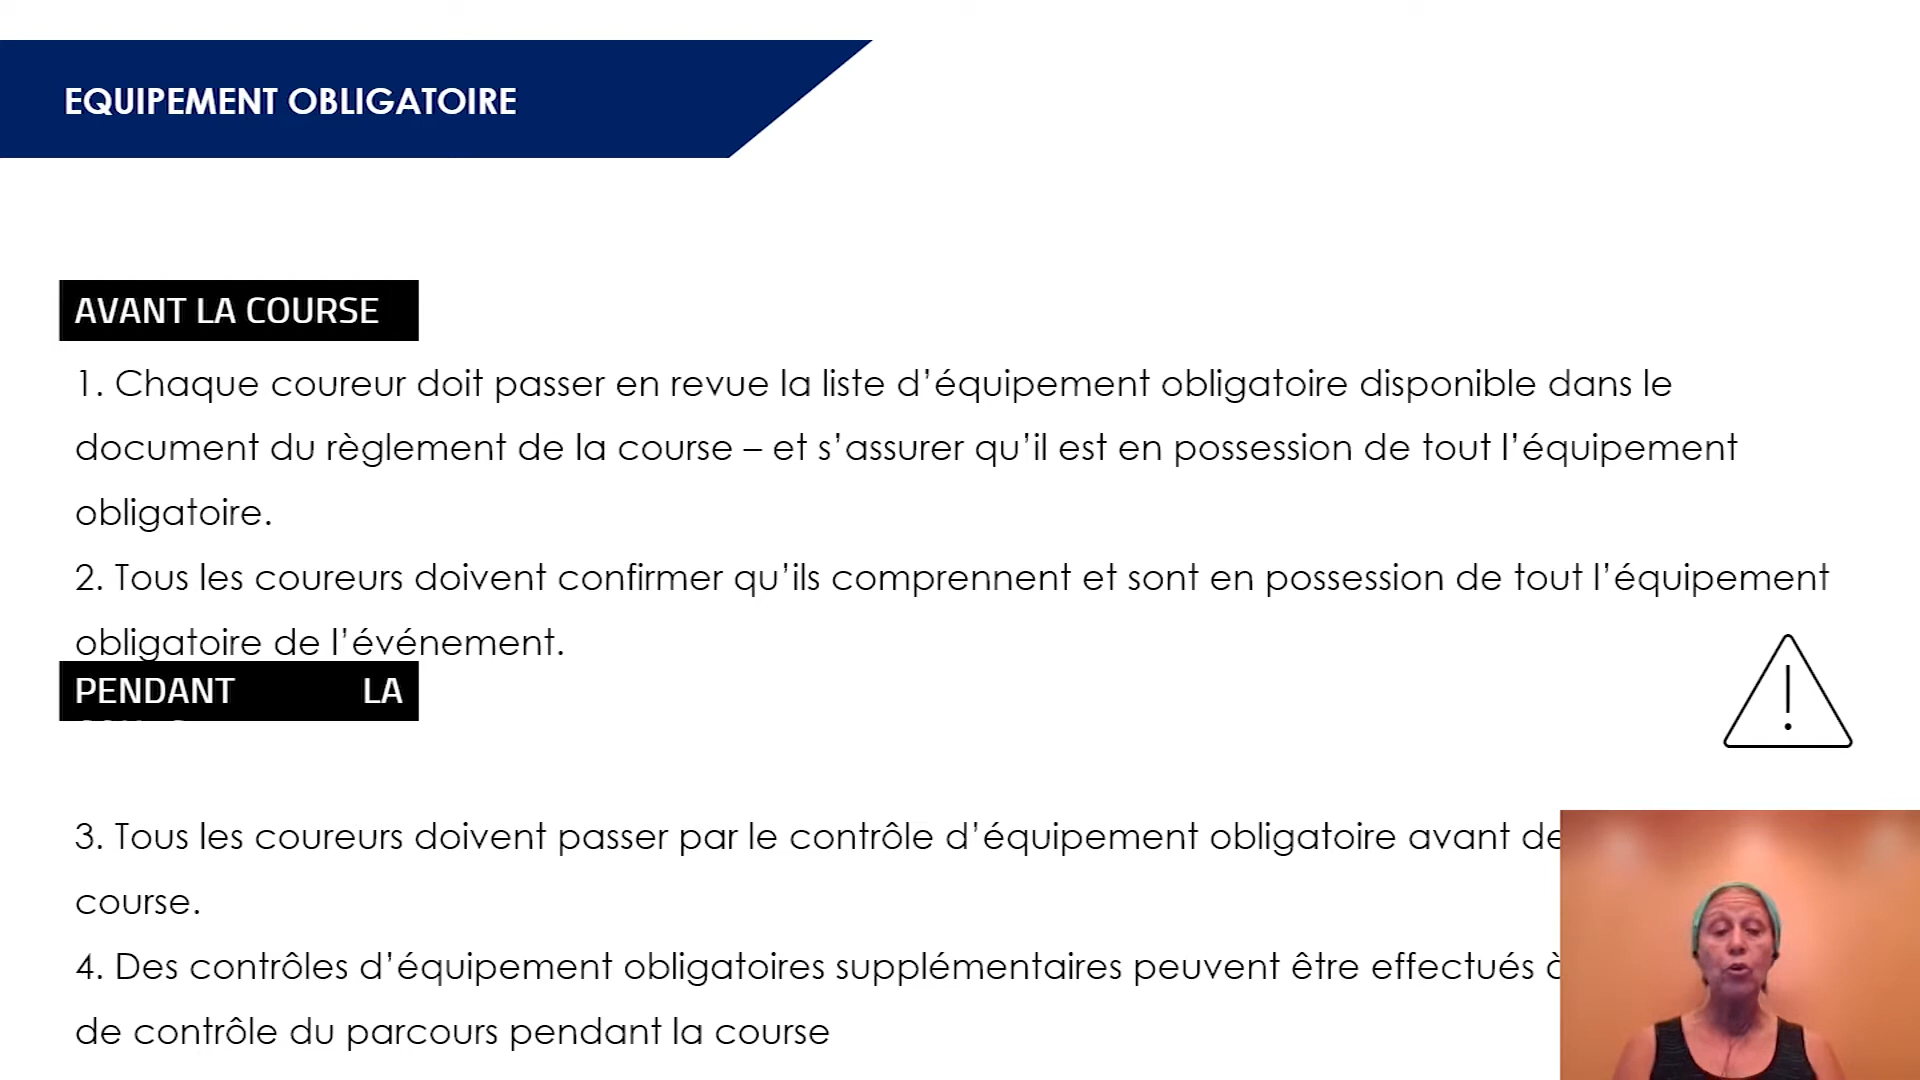 EQUIPEMENT OBLIGATOIRE
AVANT LA COURSE
1. Chaque coureur doit passer en revue la liste d’équipement obligatoire disponible dans le
document du règlement de la course – et s’assurer qu’il est en possession de tout l’équipement
obligatoire.
2. Tous les coureurs doivent confirmer qu’ils comprennent et sont en possession de tout l’équipement
obligatoire de l’événement.
PENDANT LA
3. Tous les coureurs doivent passer par le contrôle d’équipement obligatoire avant de
course.
4. Des contrôles d’équipement obligatoires supplémentaires peuvent être effectués à
de contrôle du parcours pendant la course